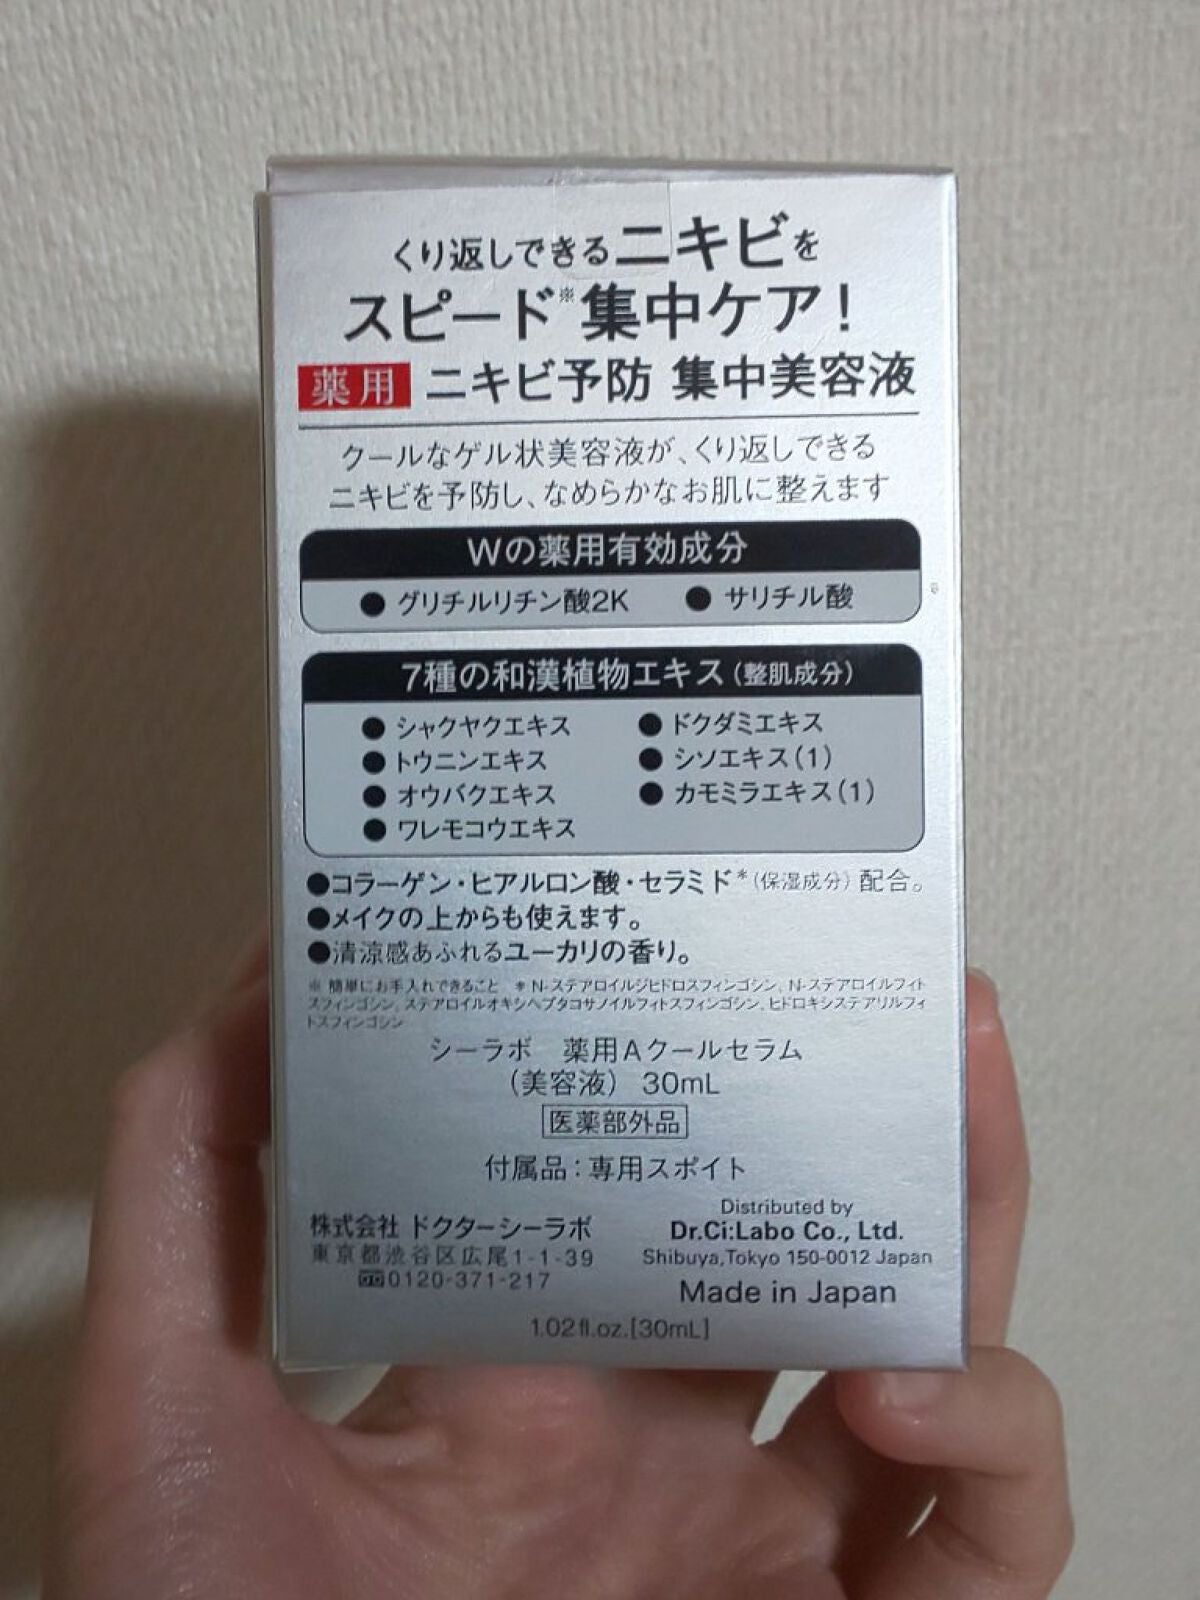 くり返しできるニキビを
スピード※集中ケア!
薬用 ニキビ予防 集中美容液
クールなゲル状美容液が、くり返しできる
ニキビを予防し、なめらかなお肌に整えます
Wの薬用有効成分
●グリチルリチン酸2K ●サリチル酸
7種の和漢植物エキス(整肌成分)
●シャクヤクエキス ●ドクダミエキス
●トウニンエキス ●シソエキス(1)
●オウバクエキス ●カモミラエキス(1)
●ワレモコウエキス
●コラーゲン・ヒアルロン酸・セラミド*(保湿成分)配合。
●メイクの上からも使えます。
●清涼感あふれるユーカリの香り。
※ 簡単にお手入れできること * N-ステアロイルジヒドロスフィンゴシン、N-ステアロイルフィト
スフィンゴシン、ステアロイルオキシヘプタコサノイルフィトスフィンゴシン、ヒドロキシステアリルフィ
トスフィンゴシン
シーラボ 薬用Aクールセラム
(美容液) 30mL
医薬部外品
付属品:専用スポイト
株式会社 ドクターシーラボ
東京都渋谷区広尾1-1-39
0120-371-217
Distributed by
Dr.Ci:Labo Co., Ltd.
Shibuya,Tokyo 150-0012 Japan
Made in Japan
1.02fl.oz.[30mL]